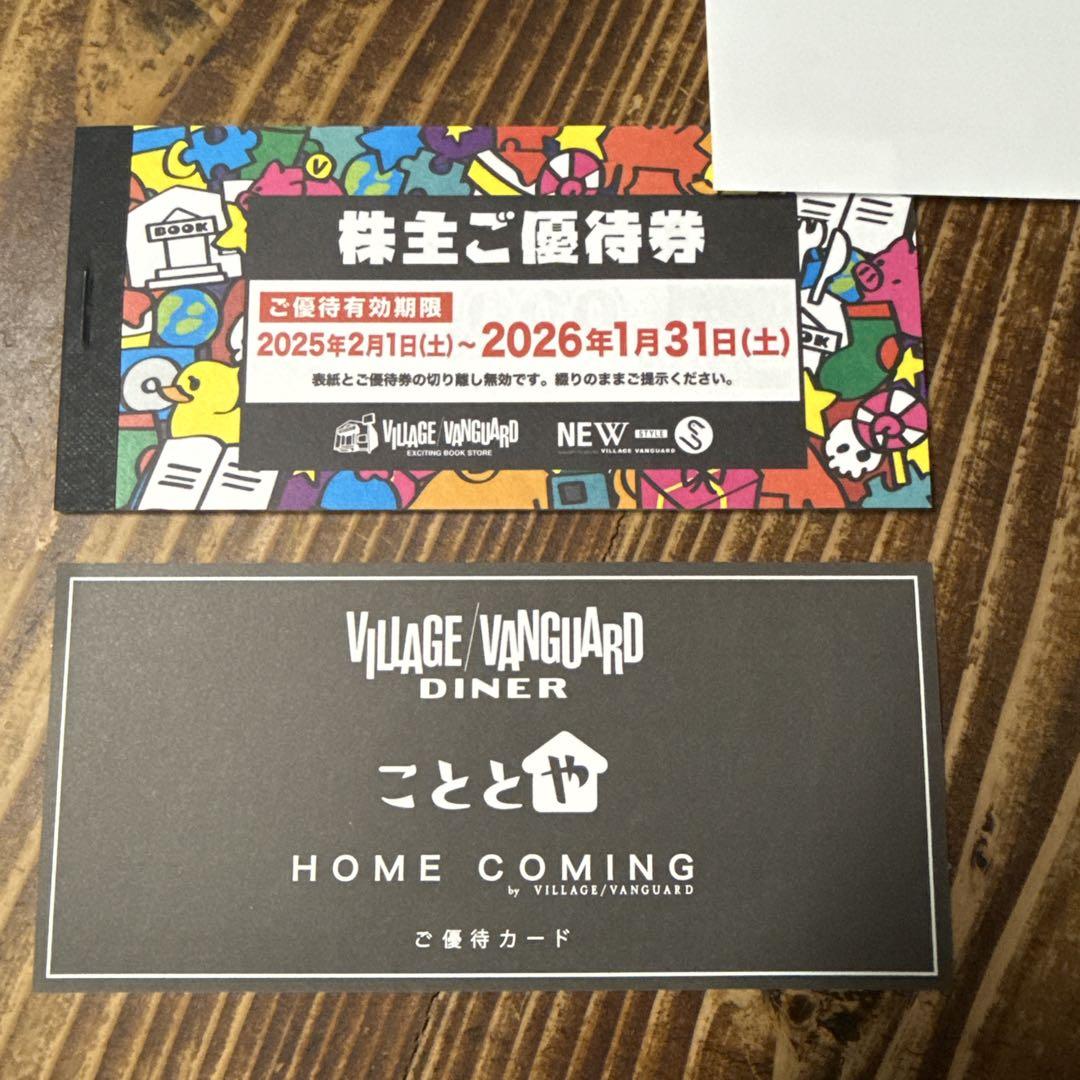 BOOK
V
株主ご優待券
ご優待有効期限
2025年2月1日(土)~2026年1月31日(土)
表紙とご優待券の切り離し無効です。綴りのままご提示ください。
VILLAGE/VANGUARD
EXCITING BOOK STORE
NEW STYLE
VILLAGE VANGUARD
VILLAGE/VANGUARD
DINER
こととや
HOME COMING
by VILLAGE/VANGUARD
ご優待カード